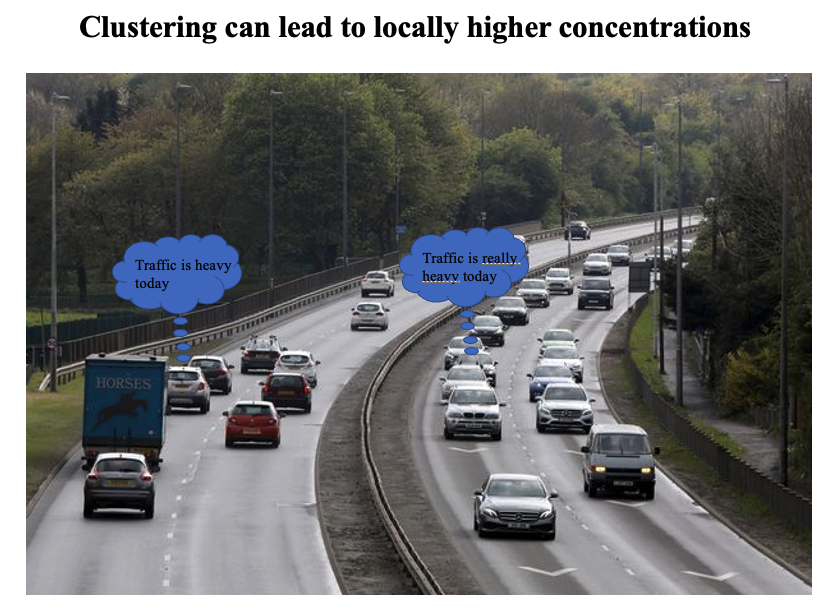 Clustering can lead to locally higher concentrations
Traffic is heavy
today
Traffic is really
heavy today
HORSES